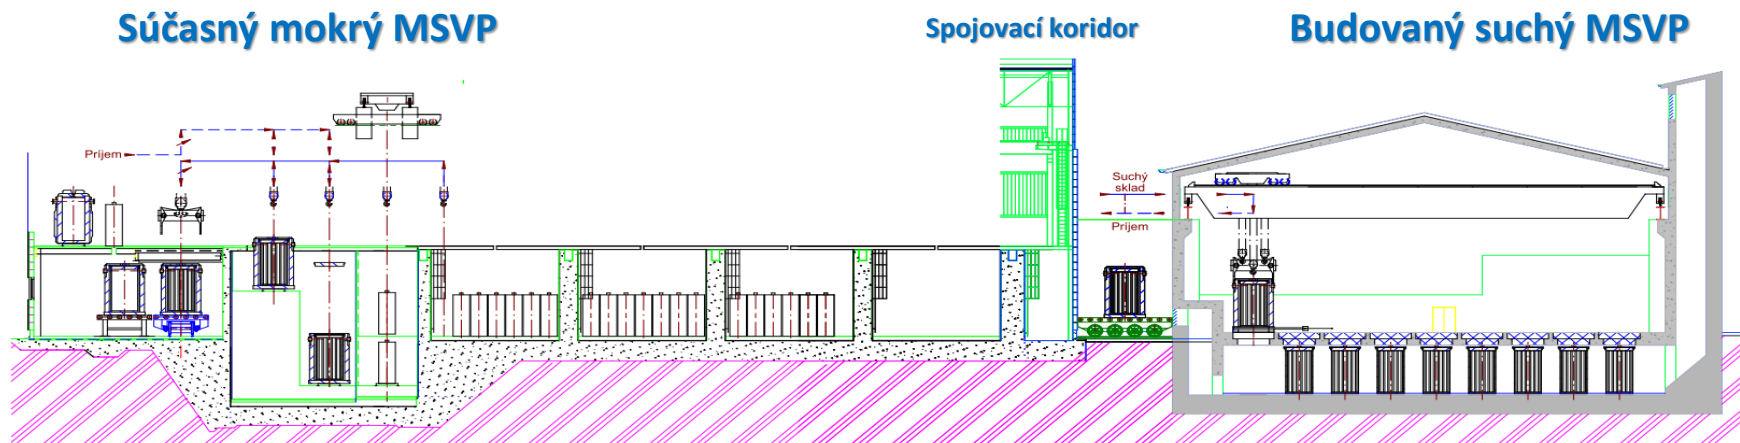 Súčasný mokrý MSVP
Spojovací koridor
Budovaný suchý MSVP
Príjem
Suchý
sklad
Príjem